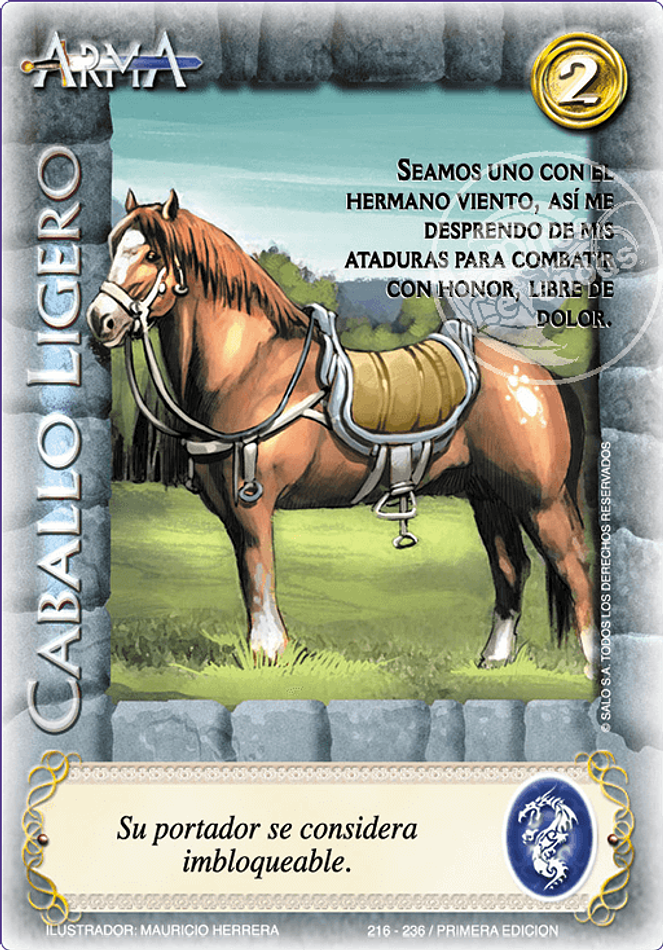 ARMA
2
CABALLO LIGERO
SEAMOS UNO CON EL
HERMANO VIENTO, ASÍ ME
DESPRENDO DE MIS
ATADURAS PARA COMBATIR
CON HONOR, LIBRE DE
DOLOR.
© SALO S.A. TODOS LOS DERECHOS RESERVADOS
Su portador se considera
imbloqueable.
ILUSTRADOR: MAURICIO HERRERA
216 - 236 / PRIMERA EDICION